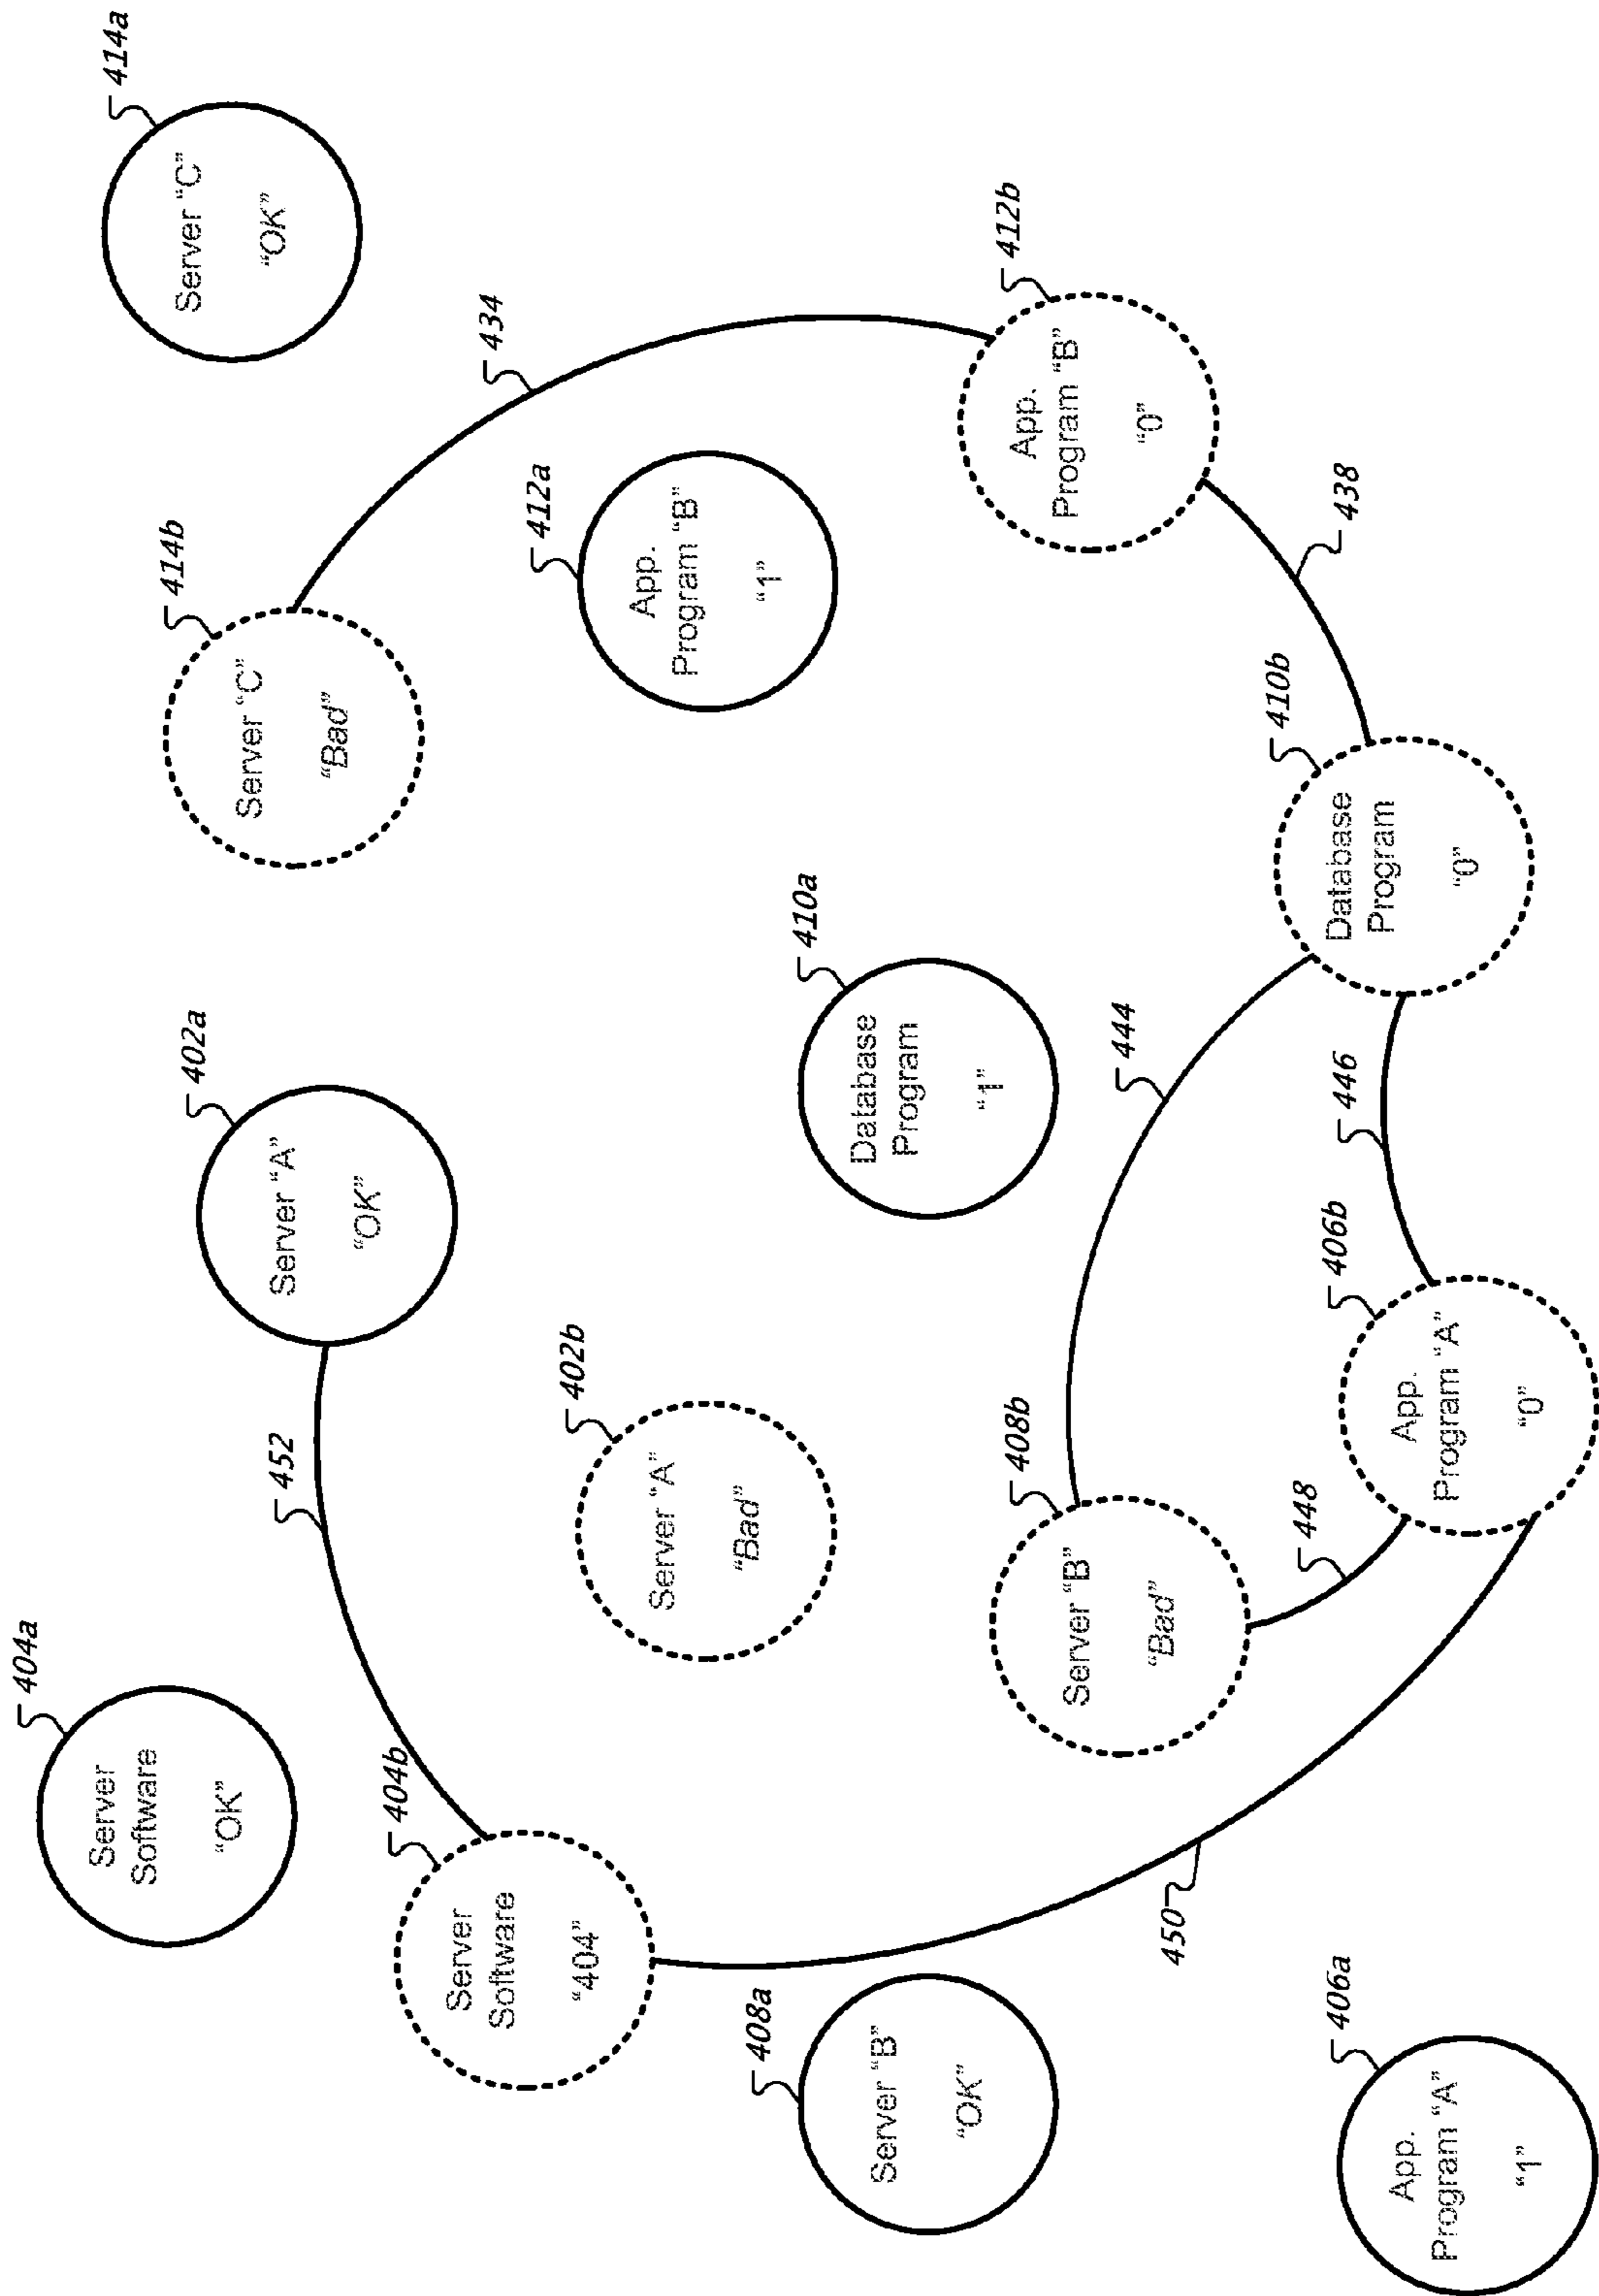 404a
Server
Software
"OK"
414a
Server "C"
"OK"
414b
Server "C"
"Bad"
402a
Server "A"
"OK"
452
404b
Server
Software
"404"
434
412a
App.
Program "B"
"1"
402b
Server "A"
"Bad"
408a
Server "B"
"OK"
410a
Database
Program
"1"
412b
App.
Program "B"
"0"
408b
Server "B"
"Bad"
444
450
410b
Database
Program
"0"
448
438
446
406b
App.
Program "A"
"0"
406a
App.
Program "A"
"1"